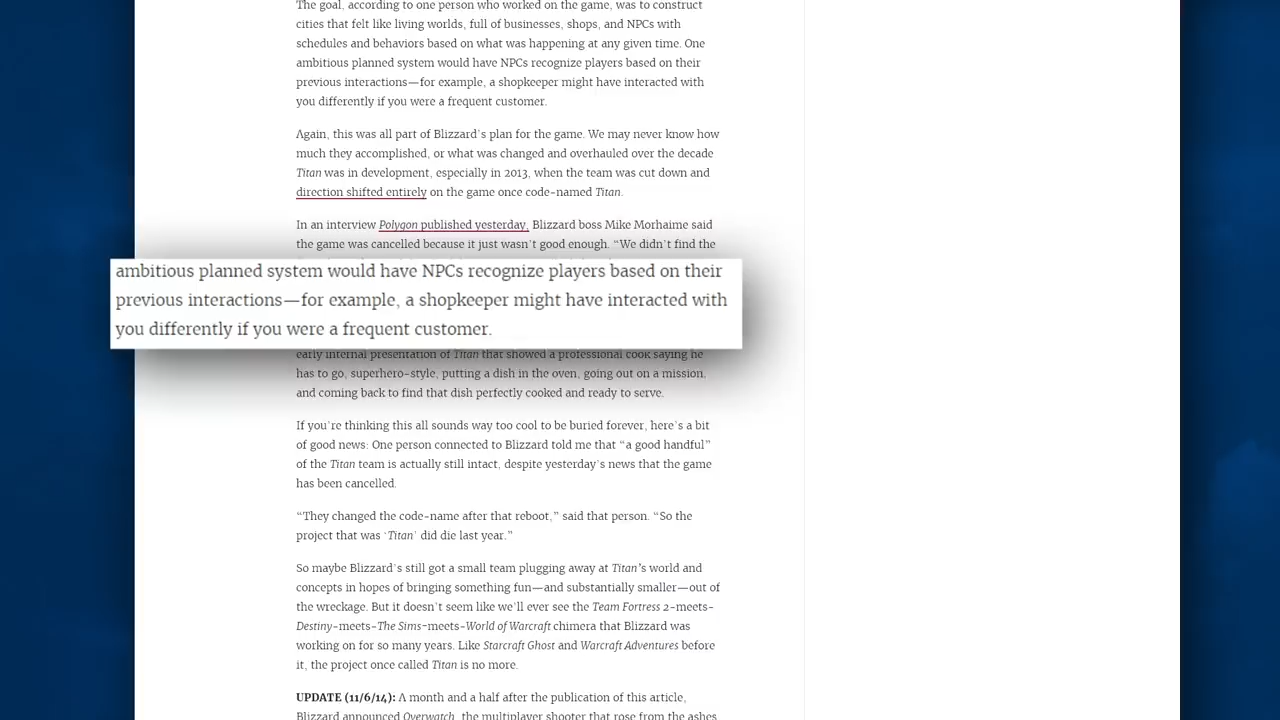 The goal, according to one person who worked on the game, was to construct
cities that felt like living worlds, full of businesses, shops, and NPCs with
schedules and behaviors based on what was happening at any given time. One
ambitious planned system would have NPCs recognize players based on their
previous interactions—for example, a shopkeeper might have interacted with
you differently if you were a frequent customer.
Again, this was all part of Blizzard's plan for the game. We may never know how
much they accomplished, or what was changed and overhauled over the decade
Titan was in development, especially in 2013, when the team was cut down and
direction shifted entirely on the game once code-named Titan.
In an interview Polygon published yesterday, Blizzard boss Mike Morhaime said
the game was cancelled because it just wasn't good enough. “We didn't find the
ambitious planned system would have NPCs recognize players based on their
previous interactions—for example, a shopkeeper might have interacted with
you differently if you were a frequent customer.
early internal presentation of Titan that showed a professional cook saying he
has to go, superhero-style, putting a dish in the oven, going out on a mission,
and coming back to find that dish perfectly cooked and ready to serve.
If you're thinking this all sounds way too cool to be buried forever, here's a bit
of good news: One person connected to Blizzard told me that “a good handful”
of the Titan team is actually still intact, despite yesterday's news that the game
has been cancelled.
“They changed the code-name after that reboot,” said that person. “So the
project that was ‘Titan’ did die last year.”
So maybe Blizzard's still got a small team plugging away at Titan's world and
concepts in hopes of bringing something fun—and substantially smaller—out of
the wreckage. But it doesn't seem like we'll ever see the Team Fortress 2-meets-
Destiny-meets-The Sims-meets-World of Warcraft chimera that Blizzard was
working on for so many years. Like Starcraft Ghost and Warcraft Adventures before
it, the project once called Titan is no more.
UPDATE (11/6/14): A month and a half after the publication of this article,
Blizzard announced Overwatch, the multiplayer shooter that rose from the ashes